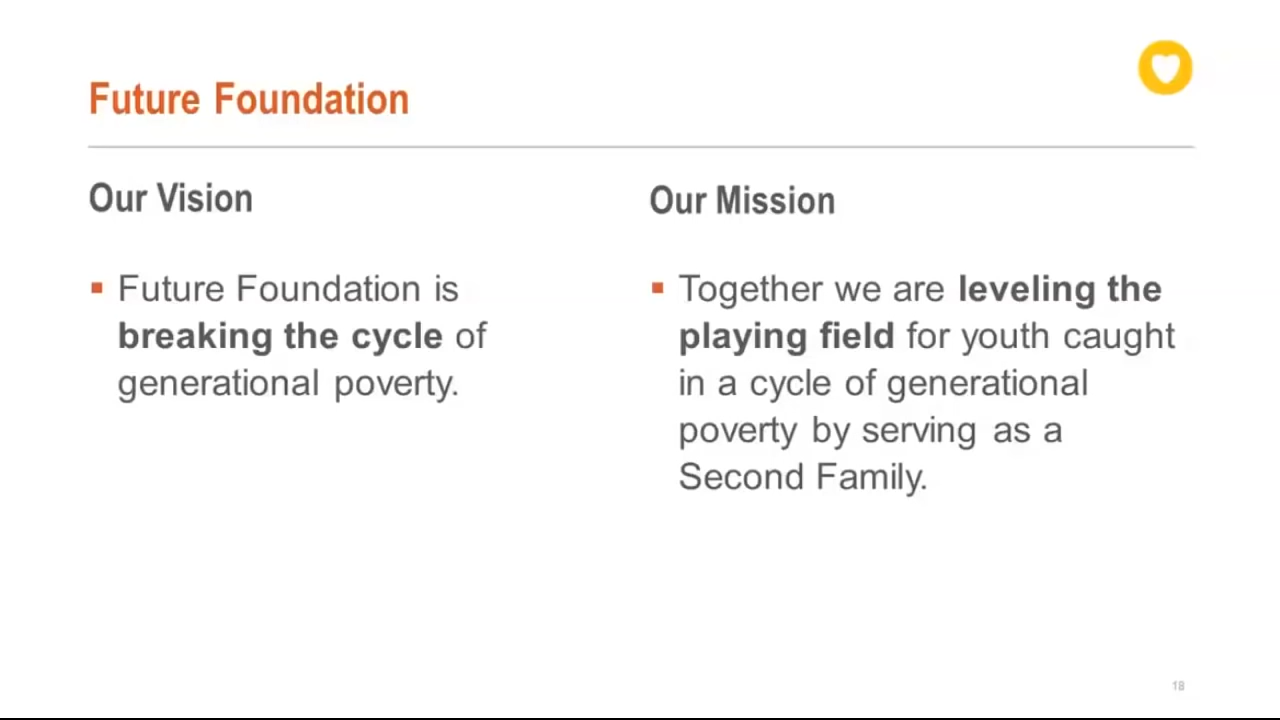 Future Foundation
Our Vision
Future Foundation is
breaking the cycle of
generational poverty.
Our Mission
Together we are leveling the
playing field for youth caught
in a cycle of generational
poverty by serving as a
Second Family.
18